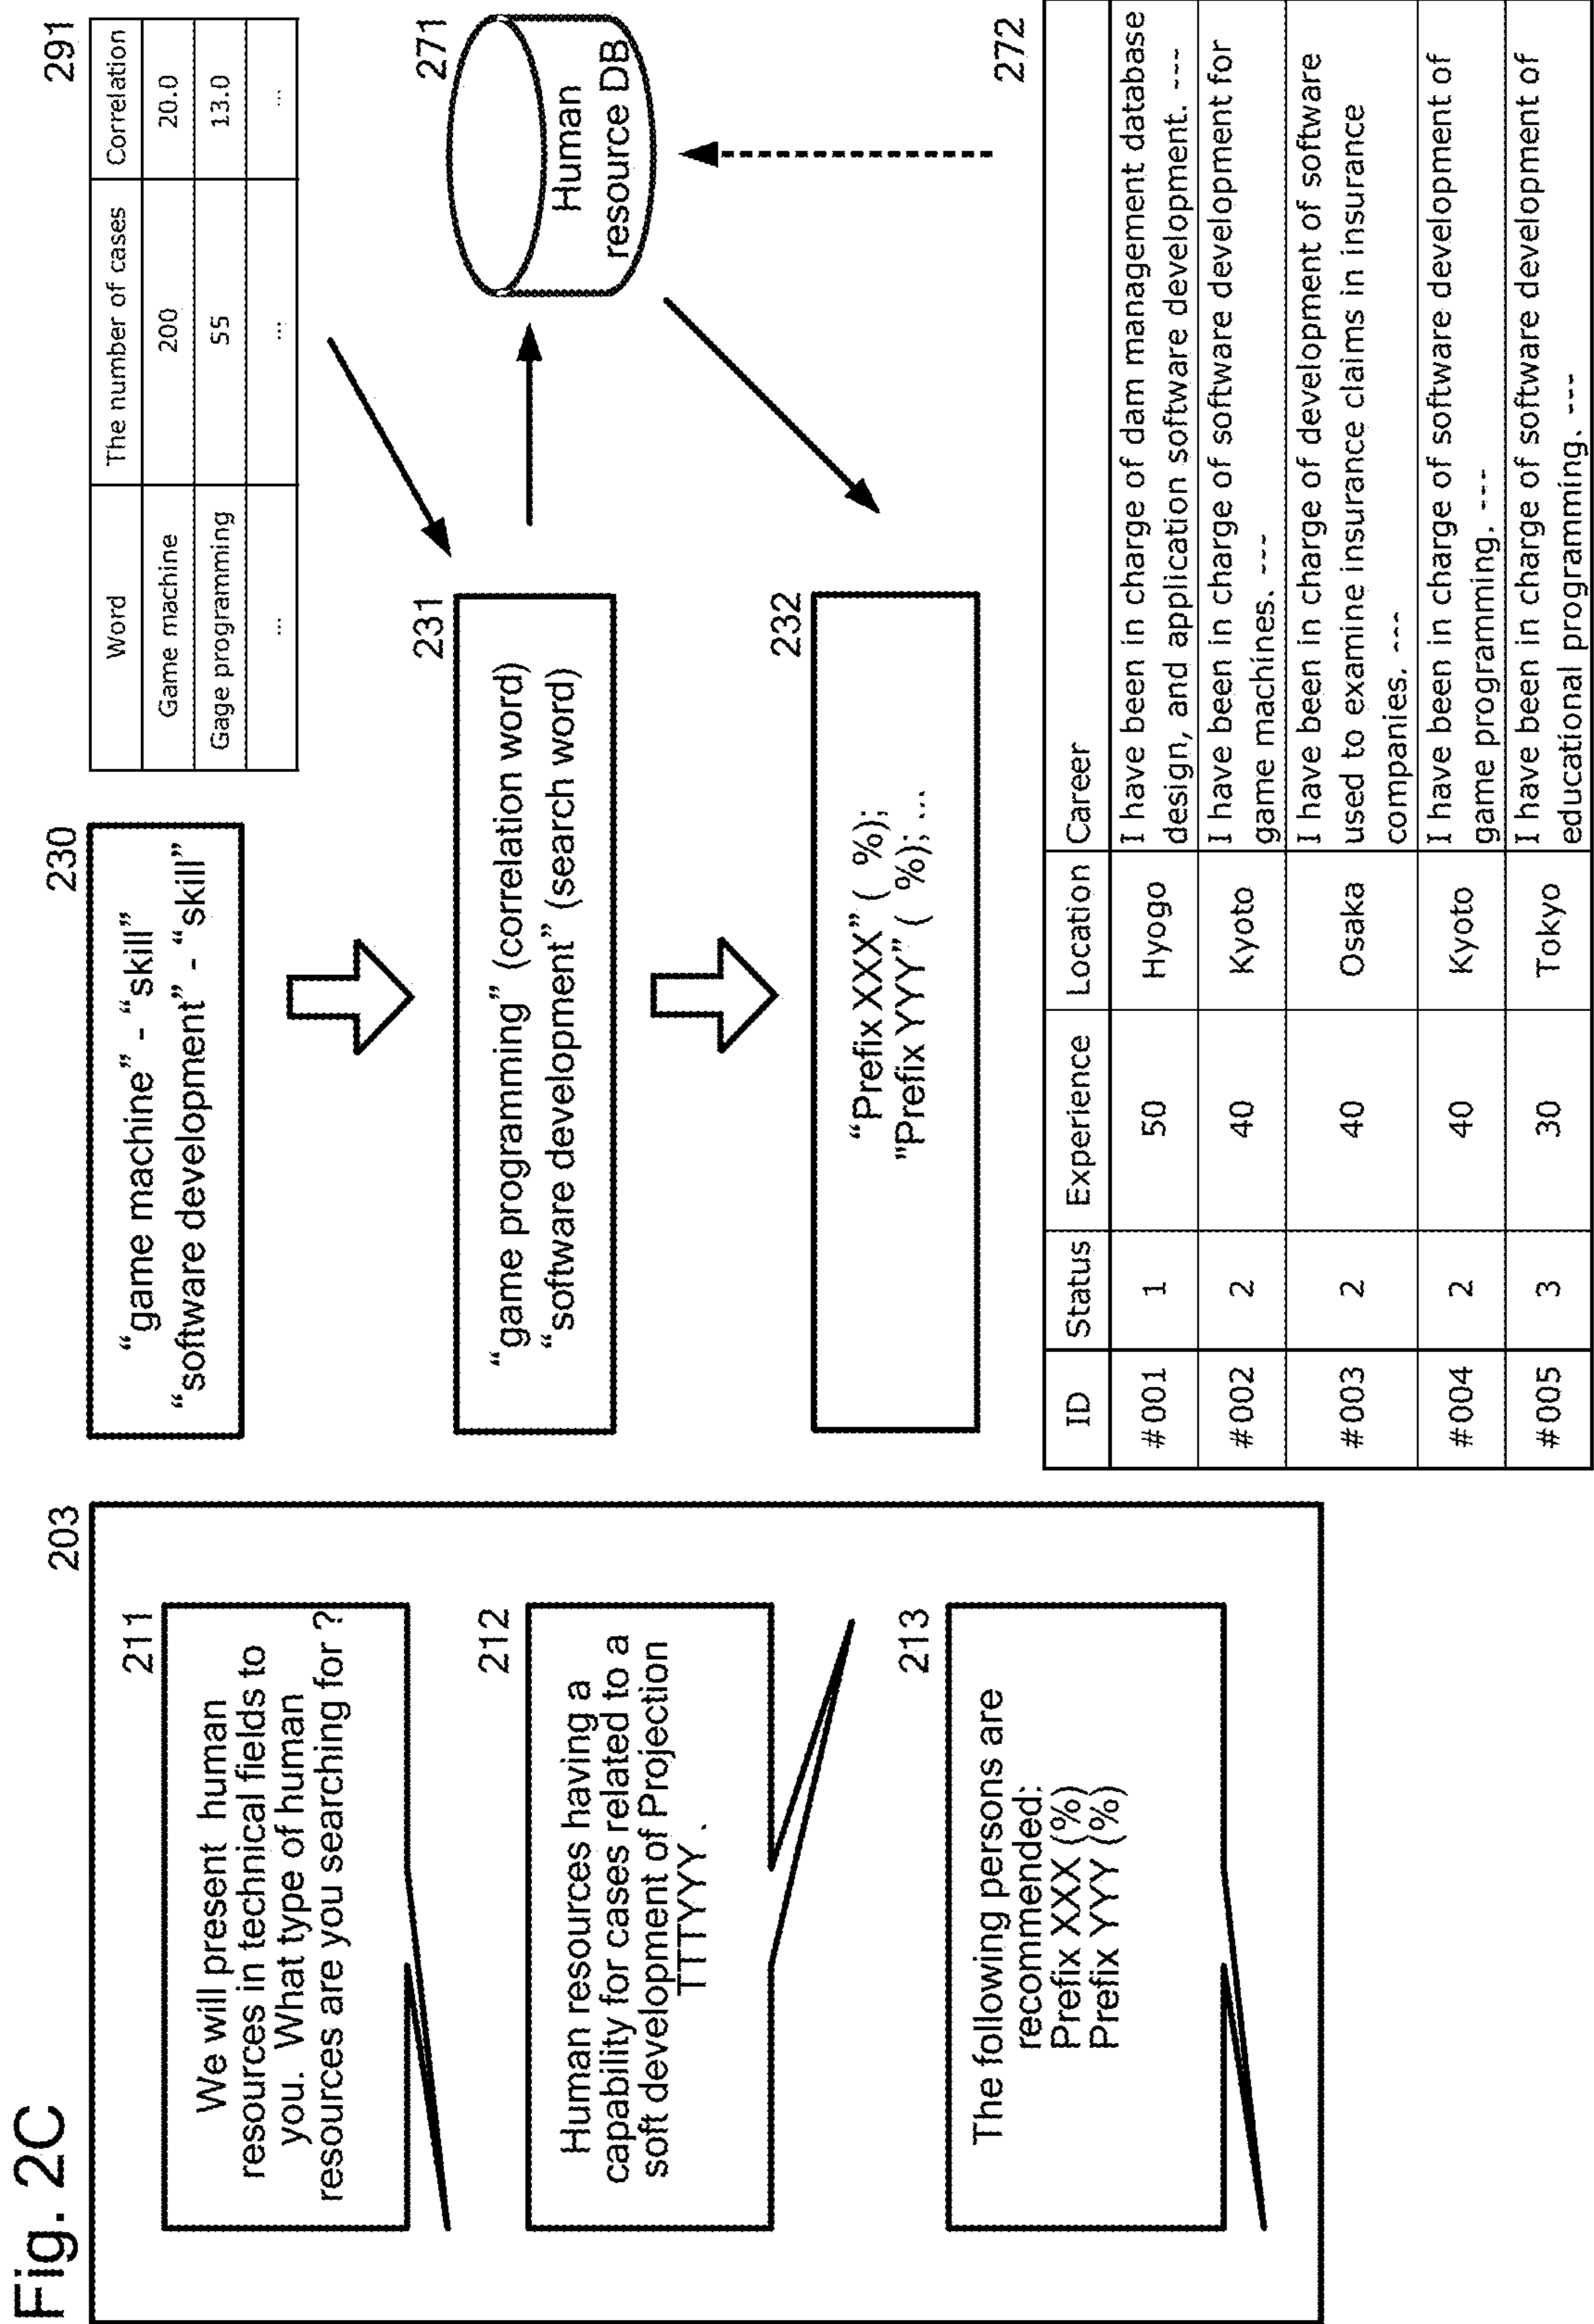 Fig. 2C
203
211
We will present human
resources in technical fields to
you. What type of human
resources are you searching for ?
212
Human resources having a
capability for cases related to a
soft development of Projection
TTTYYY .
213
The following persons are
recommended:
Prefix XXX (%)
Prefix YYY (%)
230
“game machine” - “skill”
“software development” - “skill”
291
Word The number of cases Correlation
Game machine 200 20.0
Gage programming 55 13.0
... ... ...
231
“game programming” (correlation word)
“software development” (search word)
271
Human
resource DB
232
“Prefix XXX” ( %);
"Prefix YYY” ( %); ...
272
ID Status Experience Location Career
#001 1 50 Hyogo I have been in charge of dam management database
design, and application software development. ---
#002 2 40 Kyoto I have been in charge of software development for
game machines. ---
#003 2 40 Osaka I have been in charge of development of software
used to examine insurance claims in insurance
companies. ---
#004 2 40 Kyoto I have been in charge of software development of
game programming. ---
#005 3 30 Tokyo I have been in charge of software development of
educational programming. ---